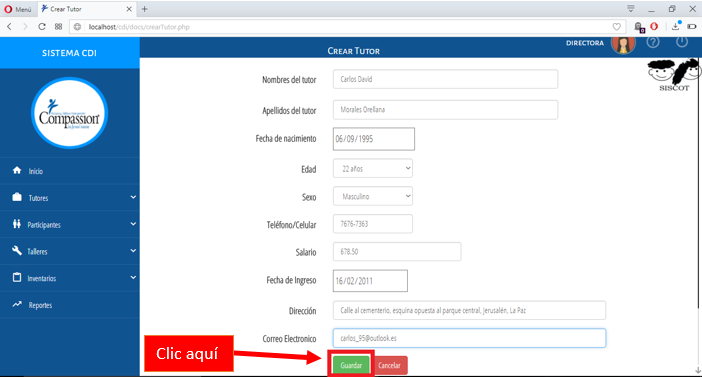 Menú
Crear Tutor
localhost/cdi/docs/crearTutor.php
SISTEMA CDI
CREAR TUTOR
DIRECTORA
SISCOT
Compassion
Inicio
Tutores
Participantes
Talleres
Inventarios
Reportes
Nombres del tutor
Carlos David
Apellidos del tutor
Morales Orellana
Fecha de nacimiento
06/09/1995
Edad
22 años
Sexo
Masculino
Teléfono/Celular
7676-7363
Salario
678.50
Fecha de Ingreso
16/02/2011
Dirección
Calle al cementerio, esquina opuesta al parque central, Jerusalén, La Paz
Correo Electronico
carlos_95@outlook.es
Clic aquí
Guardar
Cancelar